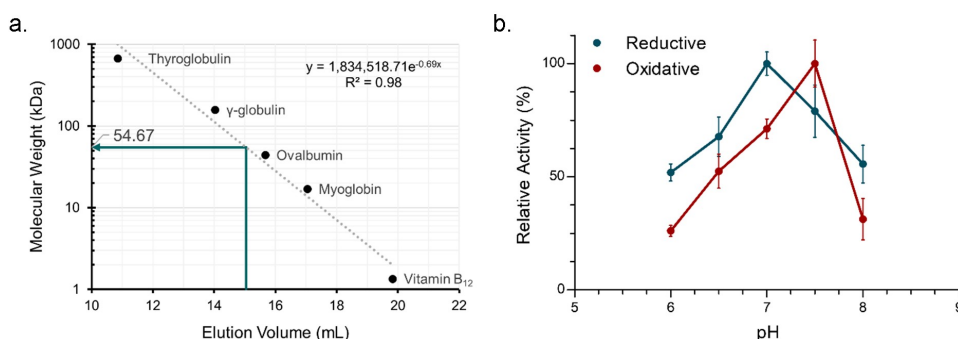 a.
1000
100
10
1
Molecular Weight (kDa)
Thyroglobulin
γ-globulin
Ovalbumin
Myoglobin
Vitamin B₁₂
54.67
y = 1,834,518.71e⁻⁰·⁶⁹ˣ
R² = 0.98
10 12 14 16 18 20 22
Elution Volume (mL)
b.
Reductive
Oxidative
100
50
0
Relative Activity (%)
5 6 7 8 9
pH